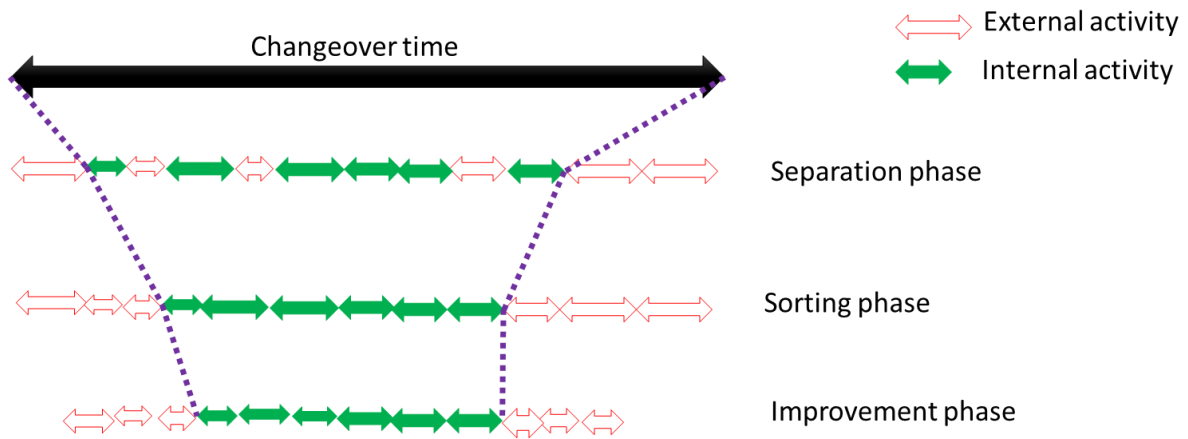 Changeover time
External activity
Internal activity
Separation phase
Sorting phase
Improvement phase